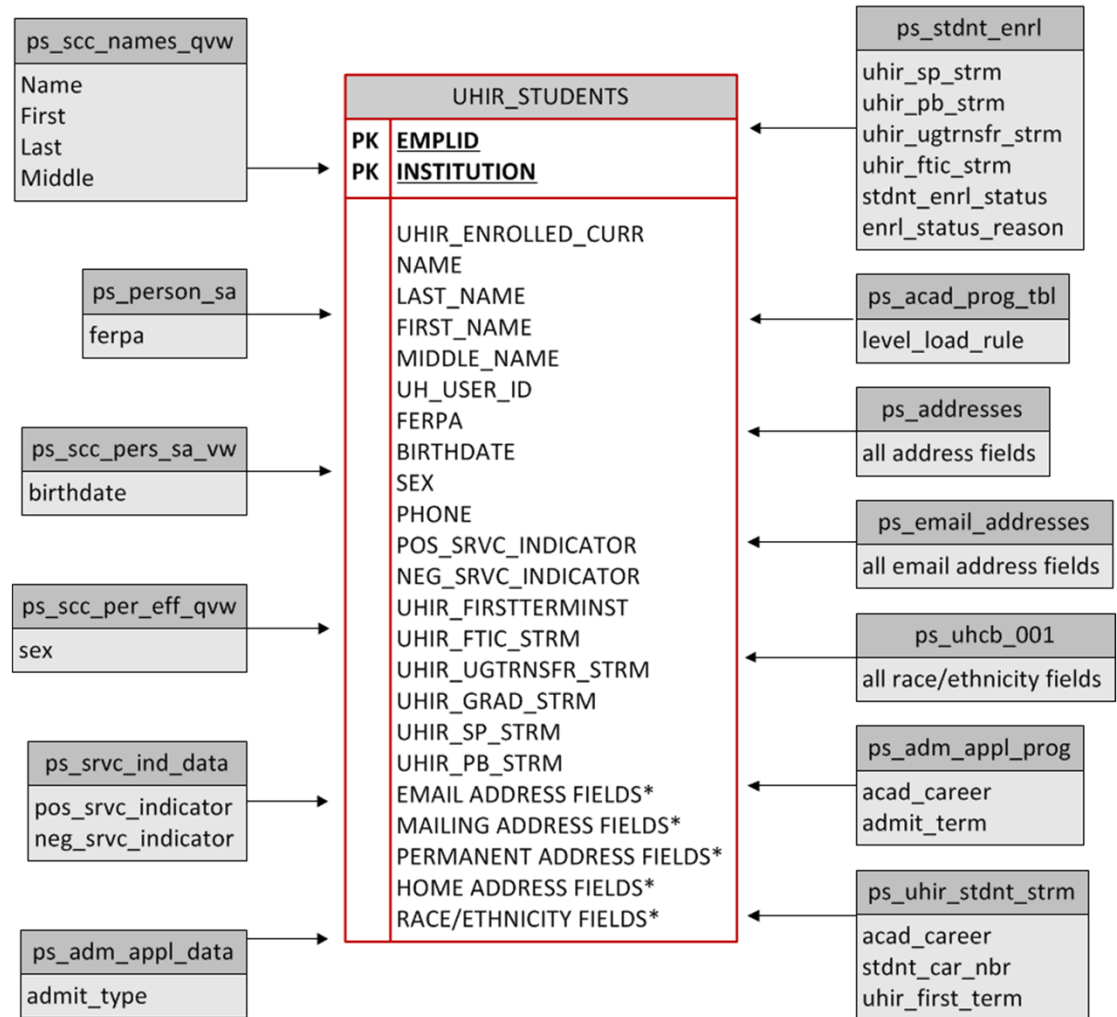 ps_scc_names_qvw
Name
First
Last
Middle
ps_person_sa
ferpa
ps_scc_pers_sa_vw
birthdate
ps_scc_per_eff_qvw
sex
ps_srvc_ind_data
pos_srvc_indicator
neg_srvc_indicator
ps_adm_appl_data
admit_type
UHIR_STUDENTS
PK EMPLID
PK INSTITUTION
UHIR_ENROLLED_CURR
NAME
LAST_NAME
FIRST_NAME
MIDDLE_NAME
UH_USER_ID
FERPA
BIRTHDATE
SEX
PHONE
POS_SRVC_INDICATOR
NEG_SRVC_INDICATOR
UHIR_FIRSTTERMINST
UHIR_FTIC_STRM
UHIR_UGTRNSFR_STRM
UHIR_GRAD_STRM
UHIR_SP_STRM
UHIR_PB_STRM
EMAIL ADDRESS FIELDS*
MAILING ADDRESS FIELDS*
PERMANENT ADDRESS FIELDS*
HOME ADDRESS FIELDS*
RACE/ETHNICITY FIELDS*
ps_stdnt_enrl
uhir_sp_strm
uhir_pb_strm
uhir_ugtrnsfr_strm
uhir_ftic_strm
stdnt_enrl_status
enrl_status_reason
ps_acad_prog_tbl
level_load_rule
ps_addresses
all address fields
ps_email_addresses
all email address fields
ps_uhcb_001
all race/ethnicity fields
ps_adm_appl_prog
acad_career
admit_term
ps_uhir_stdnt_strm
acad_career
stdnt_car_nbr
uhir_first_term